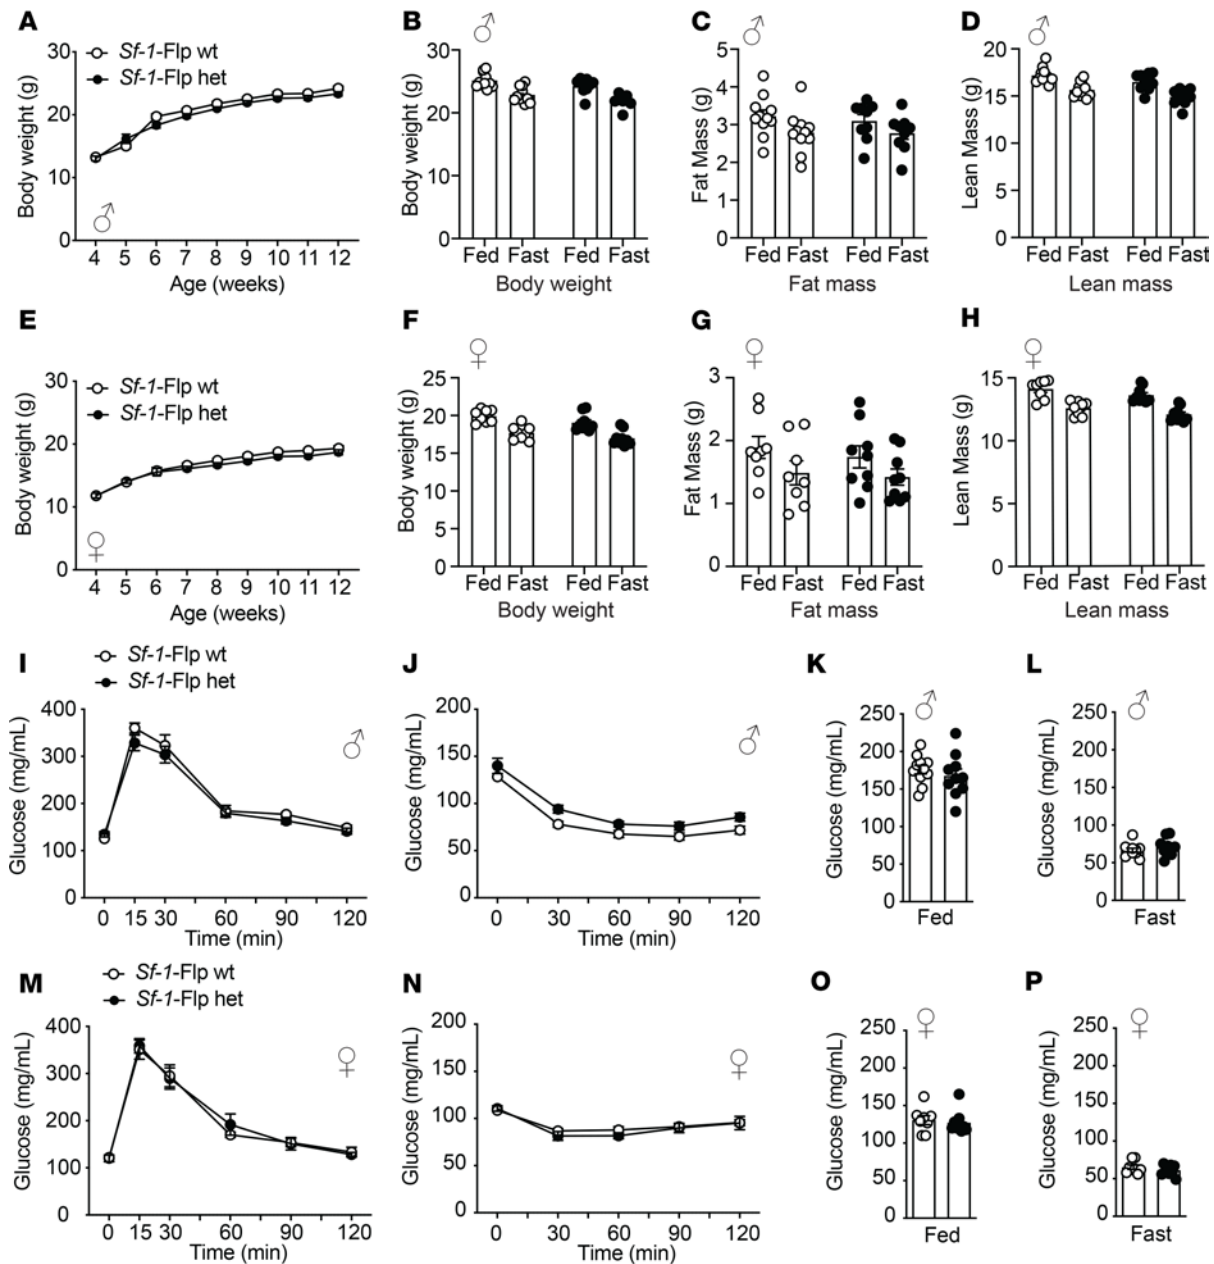 A
Sf-1-Flp wt
Sf-1-Flp het
Body weight (g)
30
20
10
0
4 5 6 7 8 9 10 11 12
Age (weeks)
♂
B
♂
Body weight (g)
30
20
10
0
Fed Fast Fed Fast
Body weight
C
♂
Fat Mass (g)
5
4
3
2
1
0
Fed Fast Fed Fast
Fat mass
D
♂
Lean Mass (g)
20
15
10
5
0
Fed Fast Fed Fast
Lean mass
E
Sf-1-Flp wt
Sf-1-Flp het
Body weight (g)
30
20
10
0
4 5 6 7 8 9 10 11 12
Age (weeks)
♀
F
♀
Body weight (g)
25
20
15
10
5
0
Fed Fast Fed Fast
Body weight
G
♀
Fat Mass (g)
3
2
1
0
Fed Fast Fed Fast
Fat mass
H
♀
Lean Mass (g)
15
10
5
0
Fed Fast Fed Fast
Lean mass
I
Sf-1-Flp wt
Sf-1-Flp het
Glucose (mg/mL)
400
300
200
100
0
0 15 30 60 90 120
Time (min)
♂
J
Glucose (mg/mL)
200
150
100
50
0
0 30 60 90 120
Time (min)
♂
K
♂
Glucose (mg/mL)
250
200
150
100
50
0
Fed
L
♂
Glucose (mg/mL)
250
200
150
100
50
0
Fast
M
Sf-1-Flp wt
Sf-1-Flp het
Glucose (mg/mL)
400
300
200
100
0
0 15 30 60 90 120
Time (min)
♀
N
Glucose (mg/mL)
200
150
100
50
0
0 30 60 90 120
Time (min)
♀
O
♀
Glucose (mg/mL)
250
200
150
100
50
0
Fed
P
♀
Glucose (mg/mL)
250
200
150
100
50
0
Fast